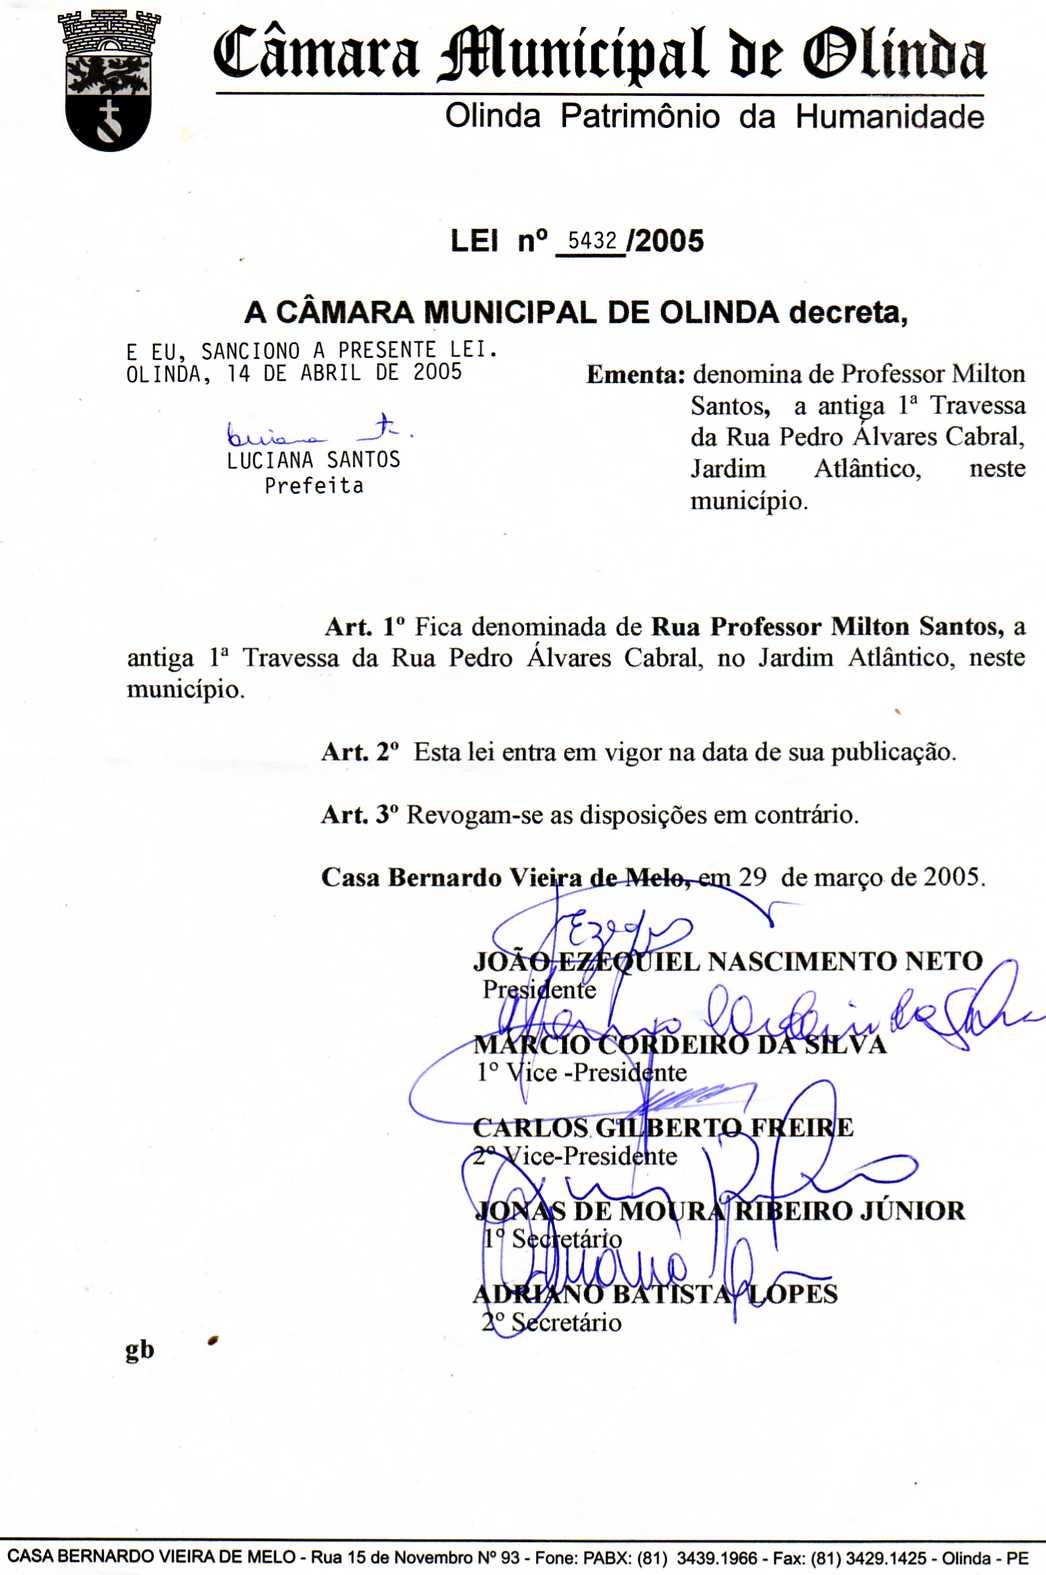 Câmara Municipal de Olinda
Olinda Patrimônio da Humanidade
LEI nº 5432/2005
A CÂMARA MUNICIPAL DE OLINDA decreta,
E EU, SANCIONO A PRESENTE LEI.
OLINDA, 14 DE ABRIL DE 2005
LUCIANA SANTOS
Prefeita
Ementa: denomina de Professor Milton
Santos, a antiga 1ª Travessa
da Rua Pedro Álvares Cabral,
Jardim Atlântico, neste
município.
Art. 1º Fica denominada de Rua Professor Milton Santos, a
antiga 1ª Travessa da Rua Pedro Álvares Cabral, no Jardim Atlântico, neste
município.
Art. 2º Esta lei entra em vigor na data de sua publicação.
Art. 3º Revogam-se as disposições em contrário.
Casa Bernardo Vieira de Melo, em 29 de março de 2005.
JOÃO EZEQUIEL NASCIMENTO NETO
Presidente
MÁRCIO CORDEIRO DA SILVA
1º Vice -Presidente
CARLOS GILBERTO FREIRE
2º Vice-Presidente
JONAS DE MOURA RIBEIRO JÚNIOR
1º Secretário
ADRIANO BATISTA LOPES
2º Secretário
gb
CASA BERNARDO VIEIRA DE MELO - Rua 15 de Novembro Nº 93 - Fone: PABX: (81) 3439.1966 - Fax: (81) 3429.1425 - Olinda - PE